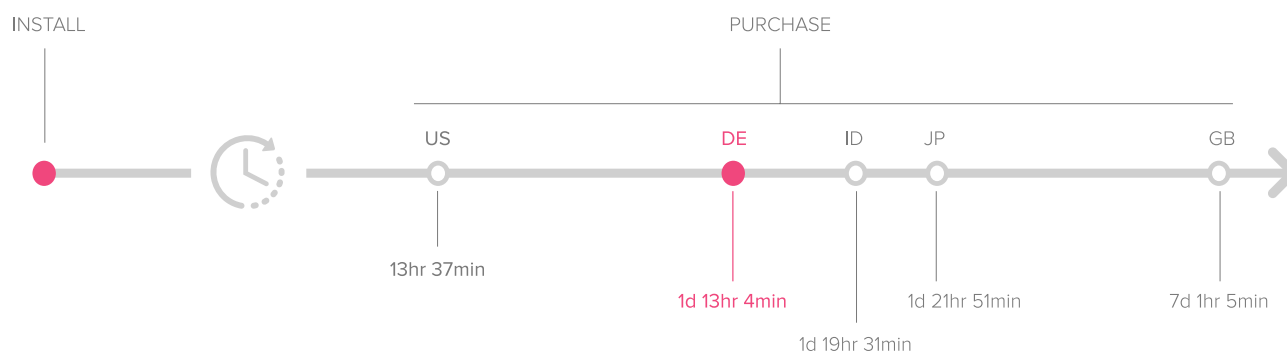 INSTALL
PURCHASE
US
DE
ID
JP
GB
13hr 37min
1d 13hr 4min
1d 21hr 51min
7d 1hr 5min
1d 19hr 31min